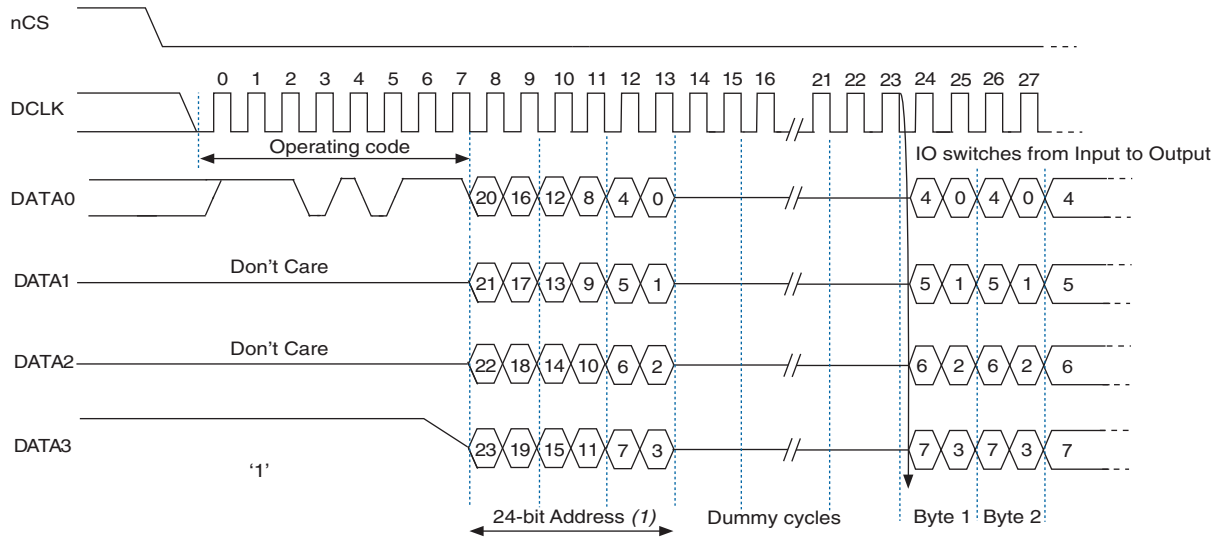 nCS
0 1 2 3 4 5 6 7 8 9 10 11 12 13 14 15 16 21 22 23 24 25 26 27
DCLK
Operating code
IO switches from Input to Output
DATA0 20 16 12 8 4 0 4 0 4 0 4
Don't Care
DATA1 21 17 13 9 5 1 5 1 5 1 5
Don't Care
DATA2 22 18 14 10 6 2 6 2 6 2 6
DATA3 23 19 15 11 7 3 7 3 7 3 7
'1'
24-bit Address (1) Dummy cycles Byte 1 Byte 2